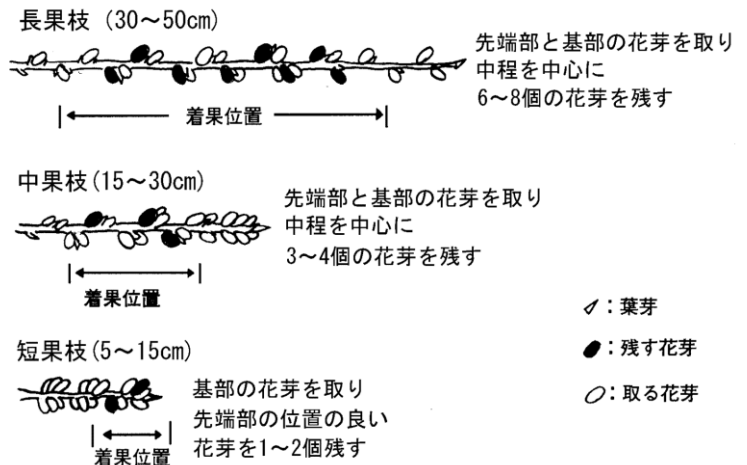 長果枝 (30～50cm)
先端部と基部の花芽を取り
中程を中心に
6～8個の花芽を残す
着果位置
中果枝(15～30cm)
先端部と基部の花芽を取り
中程を中心に
3～4個の花芽を残す
着果位置
短果枝(5～15cm)
基部の花芽を取り
先端部の位置の良い
花芽を1～2個残す
着果位置
：葉芽
：残す花芽
：取る花芽